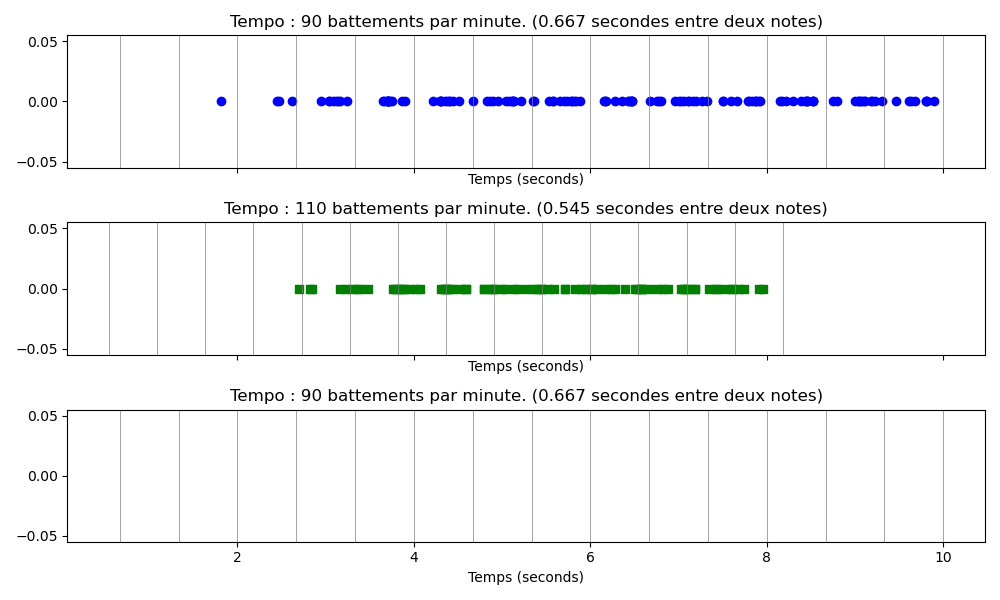 Tempo : 90 battements par minute. (0.667 secondes entre deux notes)
0.05
0.00
−0.05
Temps (seconds)
Tempo : 110 battements par minute. (0.545 secondes entre deux notes)
0.05
0.00
−0.05
Temps (seconds)
Tempo : 90 battements par minute. (0.667 secondes entre deux notes)
0.05
0.00
−0.05
2 4 6 8 10
Temps (seconds)